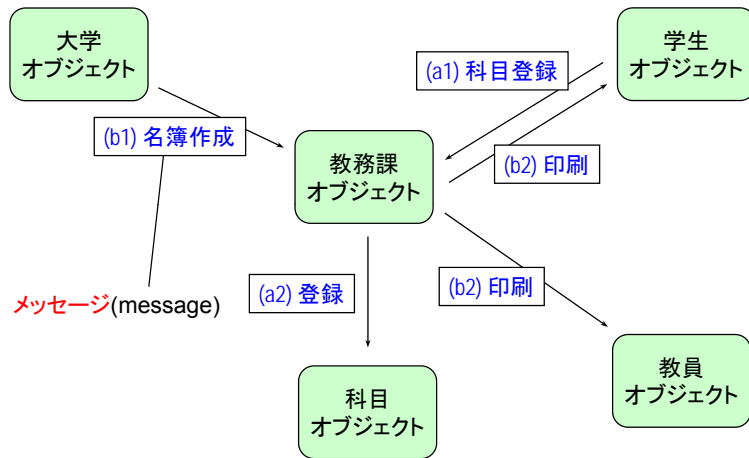 大学
オブジェクト
学生
オブジェクト
(a1) 科目登録
(b1) 名簿作成
教務課
オブジェクト
(b2) 印刷
メッセージ(message)
(a2) 登録
(b2) 印刷
科目
オブジェクト
教員
オブジェクト